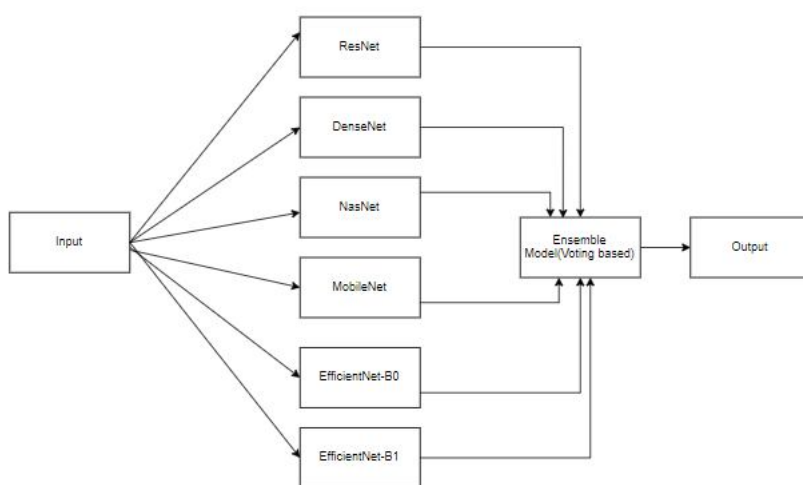 ResNet
DenseNet
NasNet
Input
Ensemble
Model(Voting based)
Output
MobileNet
EfficientNet-B0
EfficientNet-B1